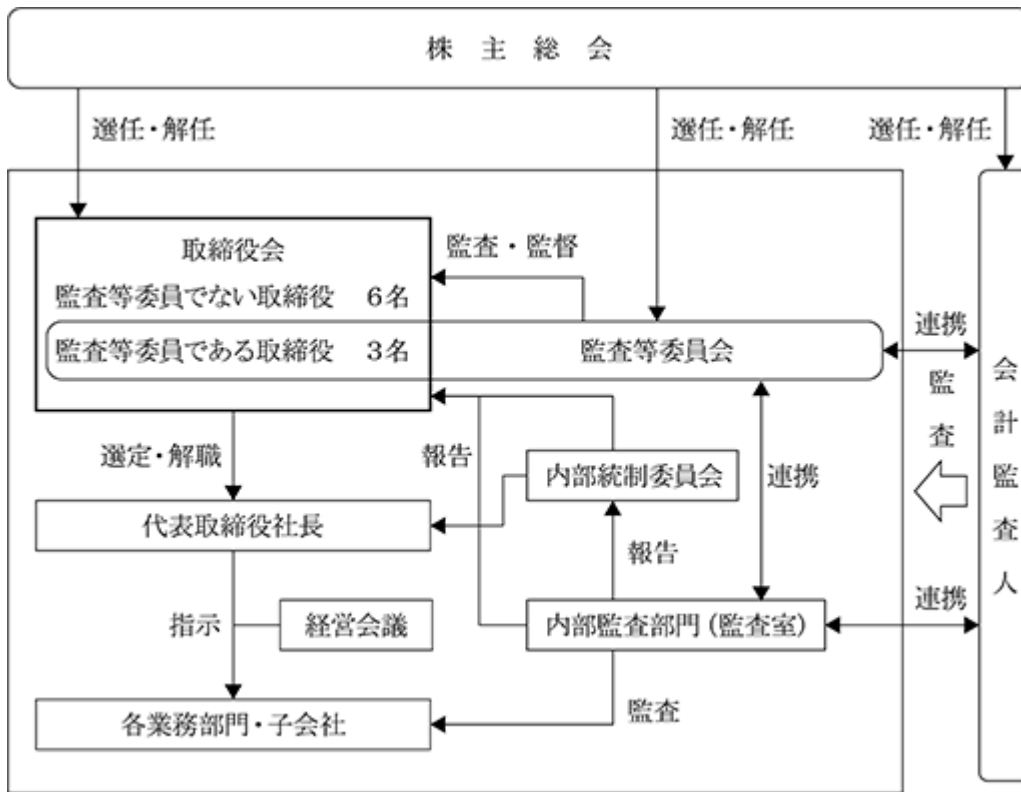 株主総会
選任・解任
選任・解任
選任・解任
取締役会
監査・監督
監査等委員でない取締役 6名
監査等委員である取締役 3名
監査等委員会
連携
監査
会計監査人
選定・解職
報告
内部統制委員会
連携
代表取締役社長
報告
指示
経営会議
内部監査部門(監査室)
連携
監査
各業務部門・子会社